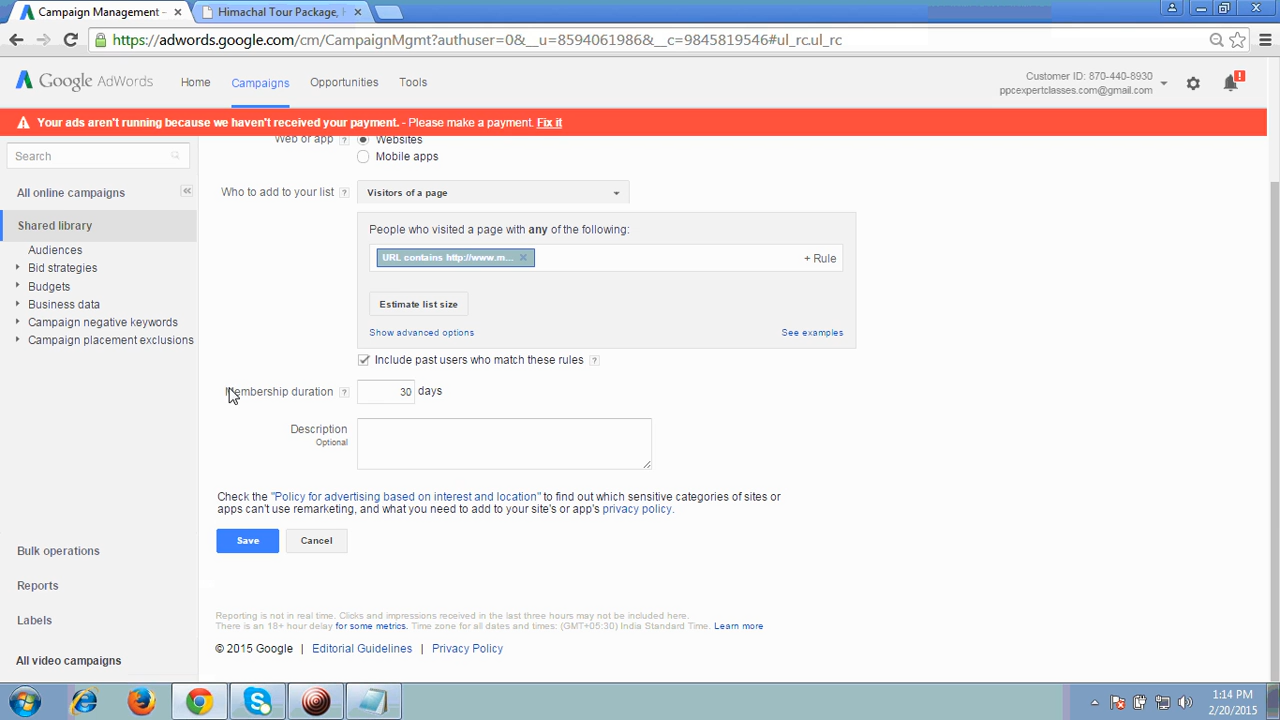 Campaign Management -
Himachal Tour Package, H
https://adwords.google.com/cm/CampaignMgmt?authuser=0&__u=8594061986&__c=9845819546#ul_rc.ul_rc
Google AdWords
Home
Campaigns
Opportunities
Tools
Customer ID: 870-440-8930
ppcexpertclasses.com@gmail.com
!
Your ads aren't running because we haven't received your payment. - Please make a payment. Fix it
Search
All online campaigns
Shared library
Audiences
Bid strategies
Budgets
Business data
Campaign negative keywords
Campaign placement exclusions
Bulk operations
Reports
Labels
All video campaigns
Web or app ?
Websites
Mobile apps
Who to add to your list ?
Visitors of a page
People who visited a page with any of the following:
URL contains http://www.m... ×
+ Rule
Estimate list size
Show advanced options
See examples
Include past users who match these rules ?
Membership duration ? 30 days
Description
Optional
Check the "Policy for advertising based on interest and location" to find out which sensitive categories of sites or
apps can't use remarketing, and what you need to add to your site's or app's privacy policy.
Save
Cancel
Reporting is not in real time. Clicks and impressions received in the last three hours may not be included here.
There is an 18+ hour delay for some metrics. Time zone for all dates and times: (GMT+05:30) India Standard Time. Learn more
© 2015 Google | Editorial Guidelines | Privacy Policy
1:14 PM
2/20/2015